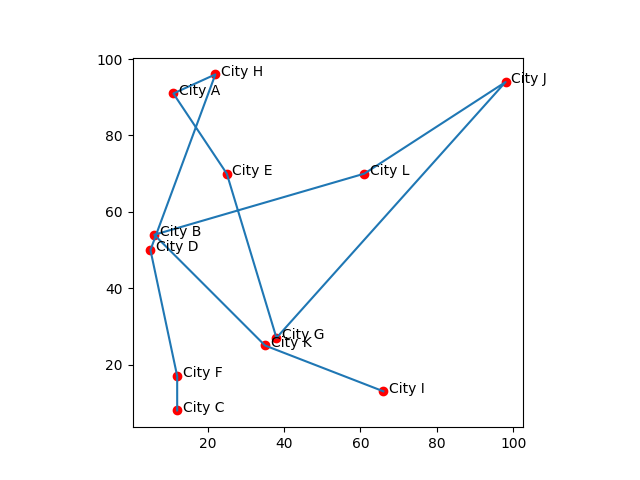 100
80
60
40
20
20
40
60
80
100
City H
City A
City J
City E
City L
City B
City D
City G
City K
City F
City I
City C